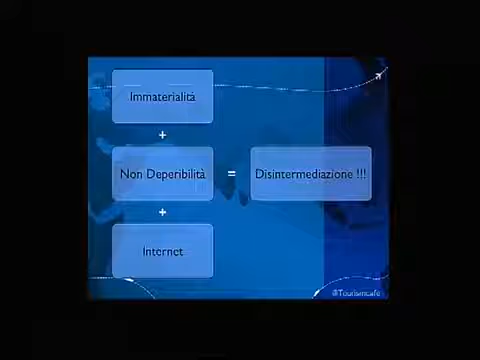 Immaterialità
+
Non Deperibilità = Disintermediazione !!!
+
Internet
@Tourismcafe